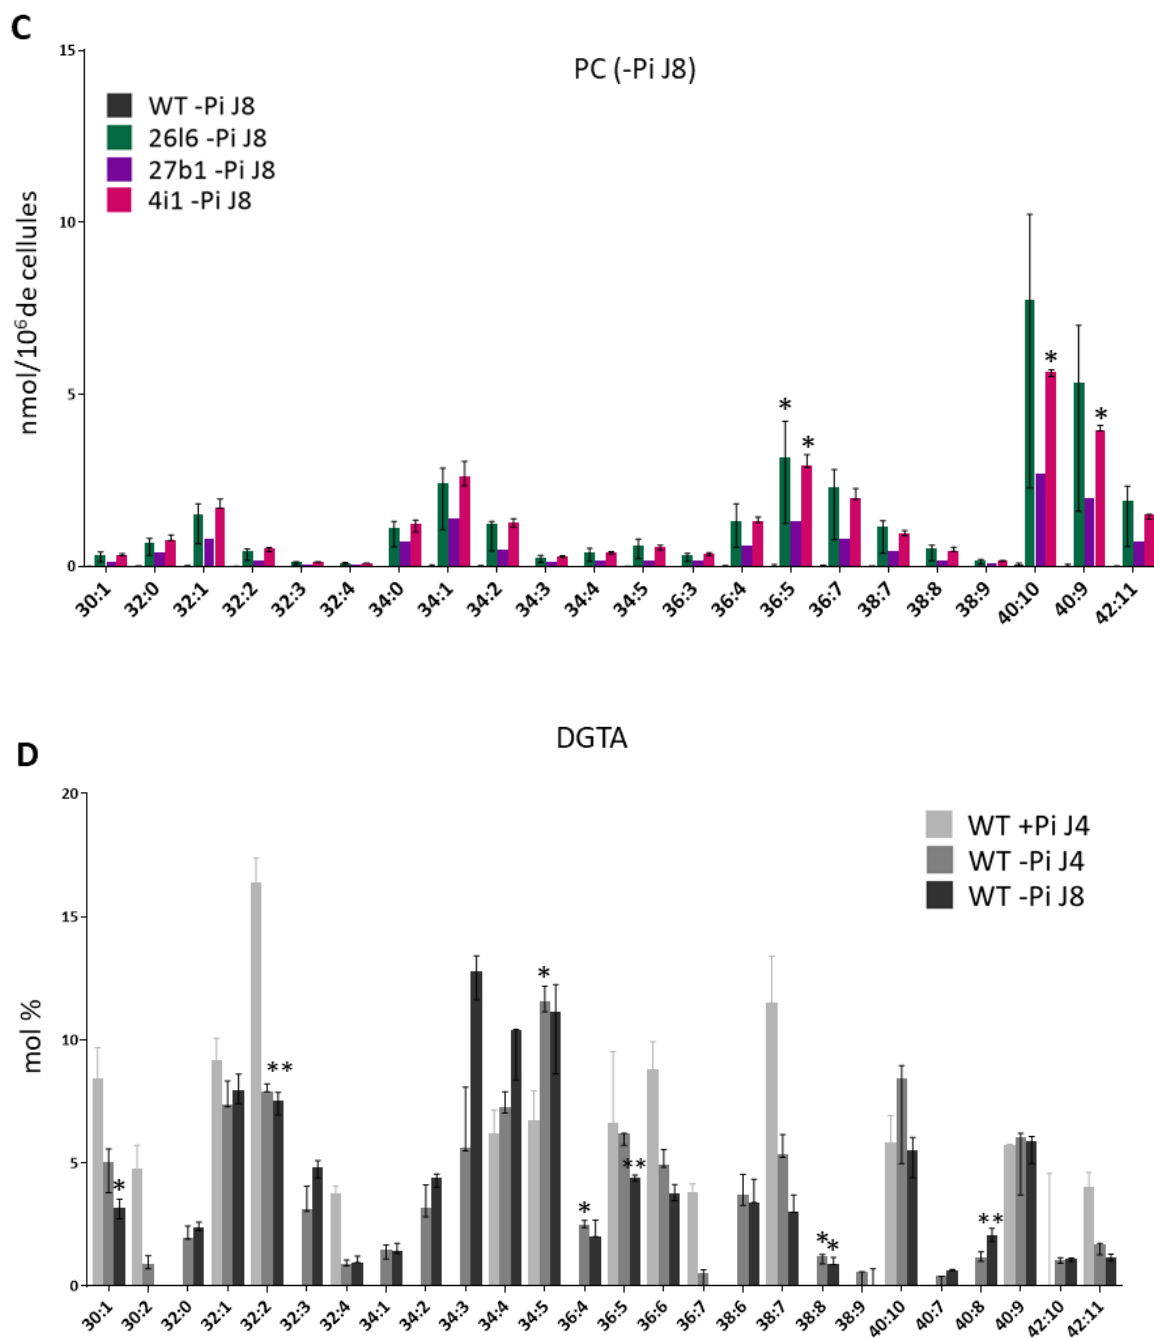 C
PC (-Pi J8)
15
10
5
0
nmol/10⁶ de cellules
WT -Pi J8
26l6 -Pi J8
27b1 -Pi J8
4i1 -Pi J8
* * * *
30:1 32:0 32:1 32:2 32:3 32:4 34:0 34:1 34:2 34:3 34:4 34:5 36:3 36:4 36:5 36:7 38:7 38:8 38:9 40:10 40:9 42:11
D
DGTA
20
15
10
5
0
mol %
WT +Pi J4
WT -Pi J4
WT -Pi J8
* ** * * ** * * **
30:1 30:2 32:0 32:1 32:2 32:3 32:4 34:1 34:2 34:3 34:4 34:5 36:4 36:5 36:6 36:7 38:6 38:7 38:8 38:9 40:10 40:7 40:8 40:9 42:10 42:11